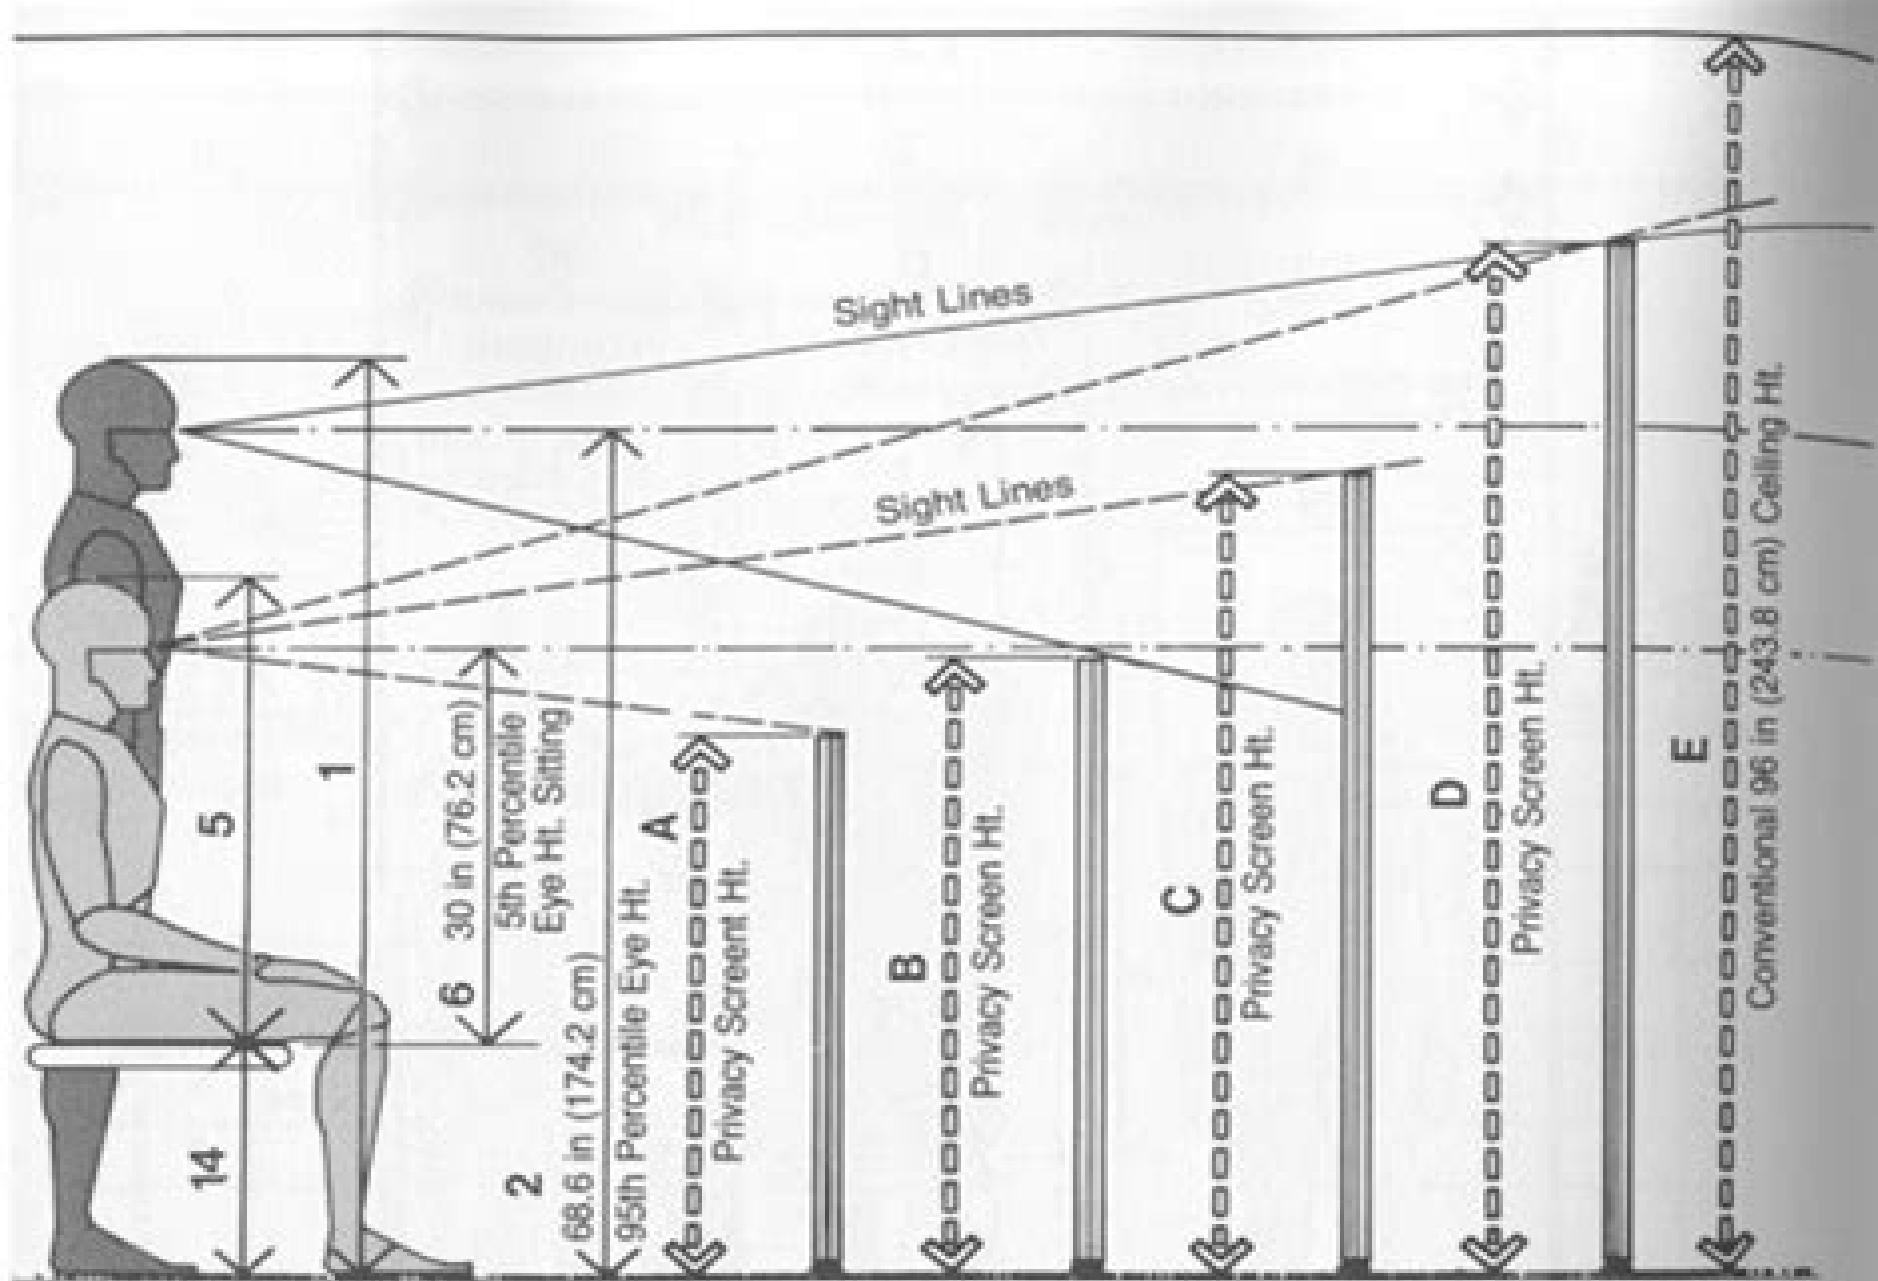 Sight Lines
Sight Lines
5
1
14
6
30 in (76.2 cm)
5th Percentile
Eye Ht. Sitting
2
68.6 in (174.2 cm)
95th Percentile Eye Ht.
A
Privacy Screent Ht.
B
Privacy Screen Ht.
C
Privacy Screen Ht.
D
Privacy Screen Ht.
E
Conventional 96 in (243.8 cm) Ceiling Ht.